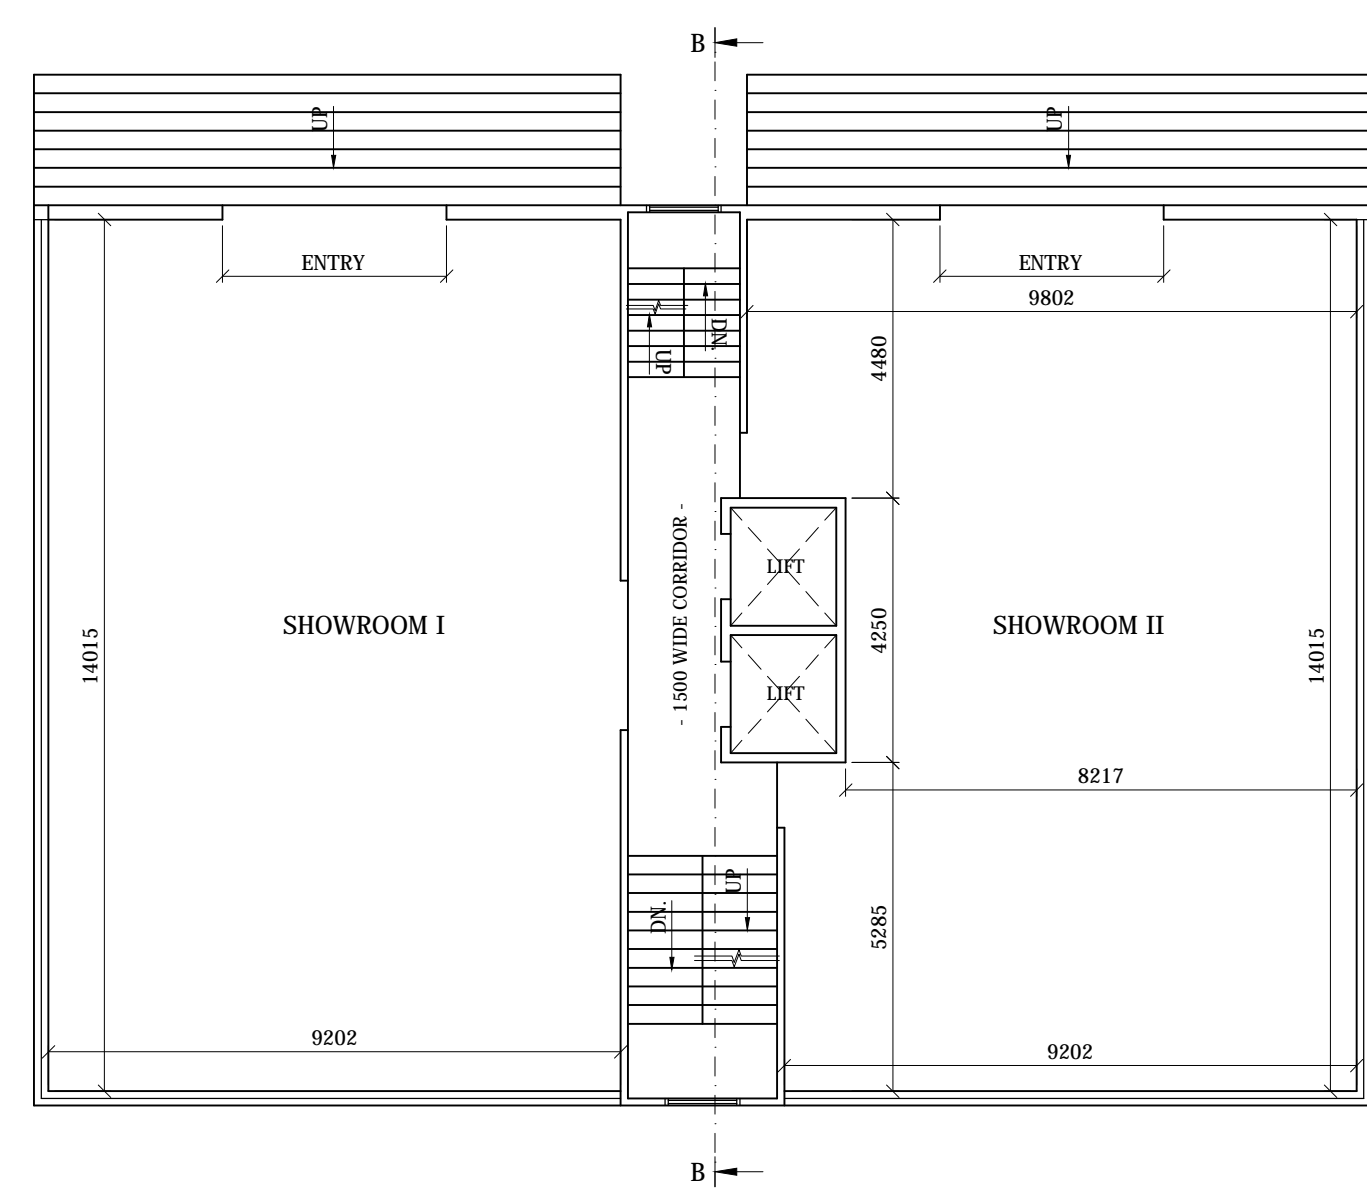 B
UP
UP
ENTRY
ENTRY
9802
DN.
UP
4480
- 1500 WIDE CORRIDOR -
LIFT
SHOWROOM I
SHOWROOM II
14015
4250
14015
LIFT
8217
UP
DN.
5285
9202
9202
B